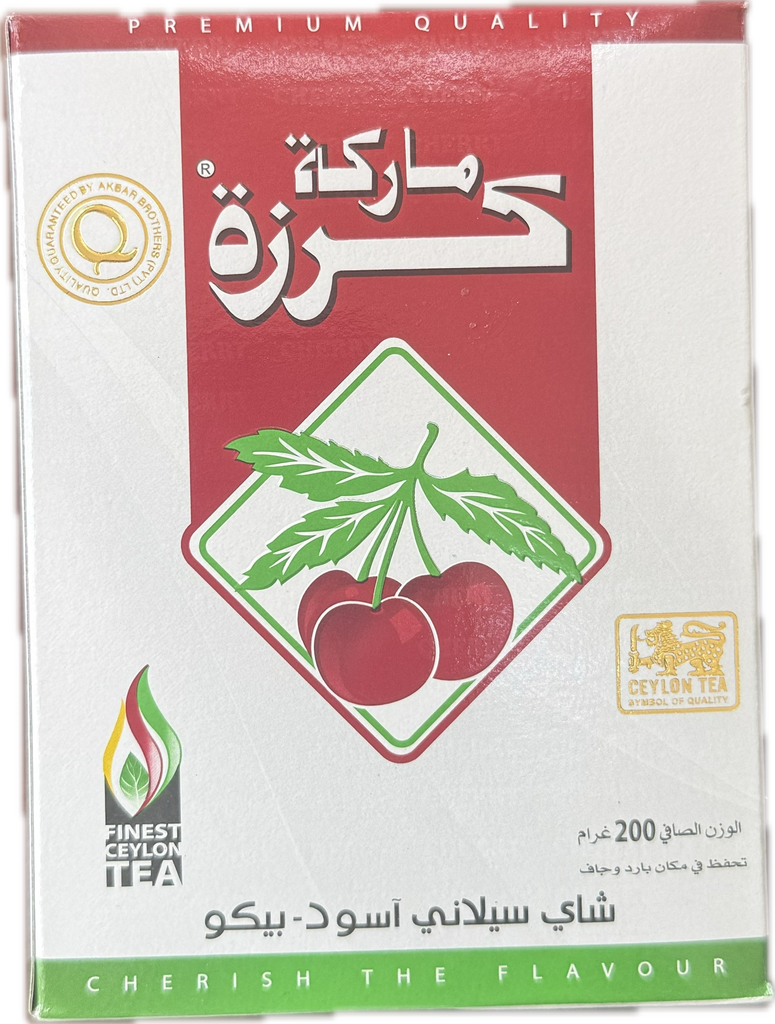 PREMIUM QUALITY
ماركة
كرزة
®
QUALITY GUARANTEED BY AKBAR BROTHERS (PVT) LTD.
Q
CEYLON TEA
SYMBOL OF QUALITY
FINEST
CEYLON
TEA
الوزن الصافي 200 غرام
تحفظ في مكان بارد وجاف
شاي سيلاني آسود - بيكو
CHERISH THE FLAVOUR